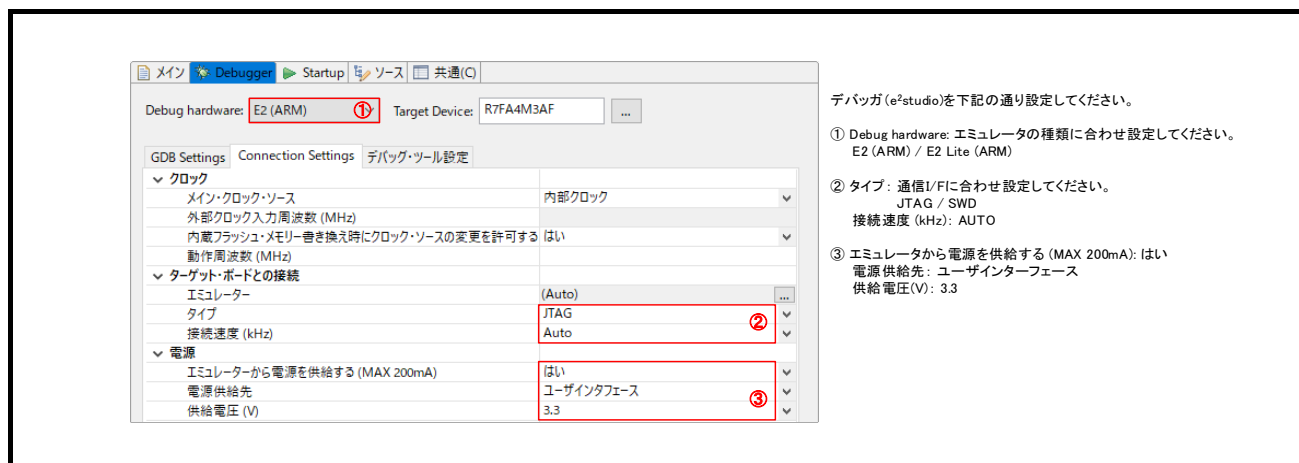 メイン Debugger Startup ソース 共通(C)
Debug hardware: E2 (ARM) ① Target Device: R7FA4M3AF ...
GDB Settings Connection Settings デバッグ・ツール設定
クロック
メイン・クロック・ソース 内部クロック
外部クロック入力周波数 (MHz)
内蔵フラッシュ・メモリー書き換え時にクロック・ソースの変更を許可する はい
動作周波数 (MHz)
ターゲット・ボードとの接続
エミュレーター (Auto) ...
タイプ JTAG ②
接続速度 (kHz) Auto
電源
エミュレーターから電源を供給する (MAX 200mA) はい
電源供給先 ユーザインタフェース ③
供給電圧 (V) 3.3
デバッガ(e²studio)を下記の通り設定してください。
① Debug hardware: エミュレータの種類に合わせ設定してください。
E2 (ARM) / E2 Lite (ARM)
② タイプ: 通信I/Fに合わせ設定してください。
JTAG / SWD
接続速度 (kHz): AUTO
③ エミュレータから電源を供給する (MAX 200mA): はい
電源供給先: ユーザインターフェース
供給電圧(V): 3.3